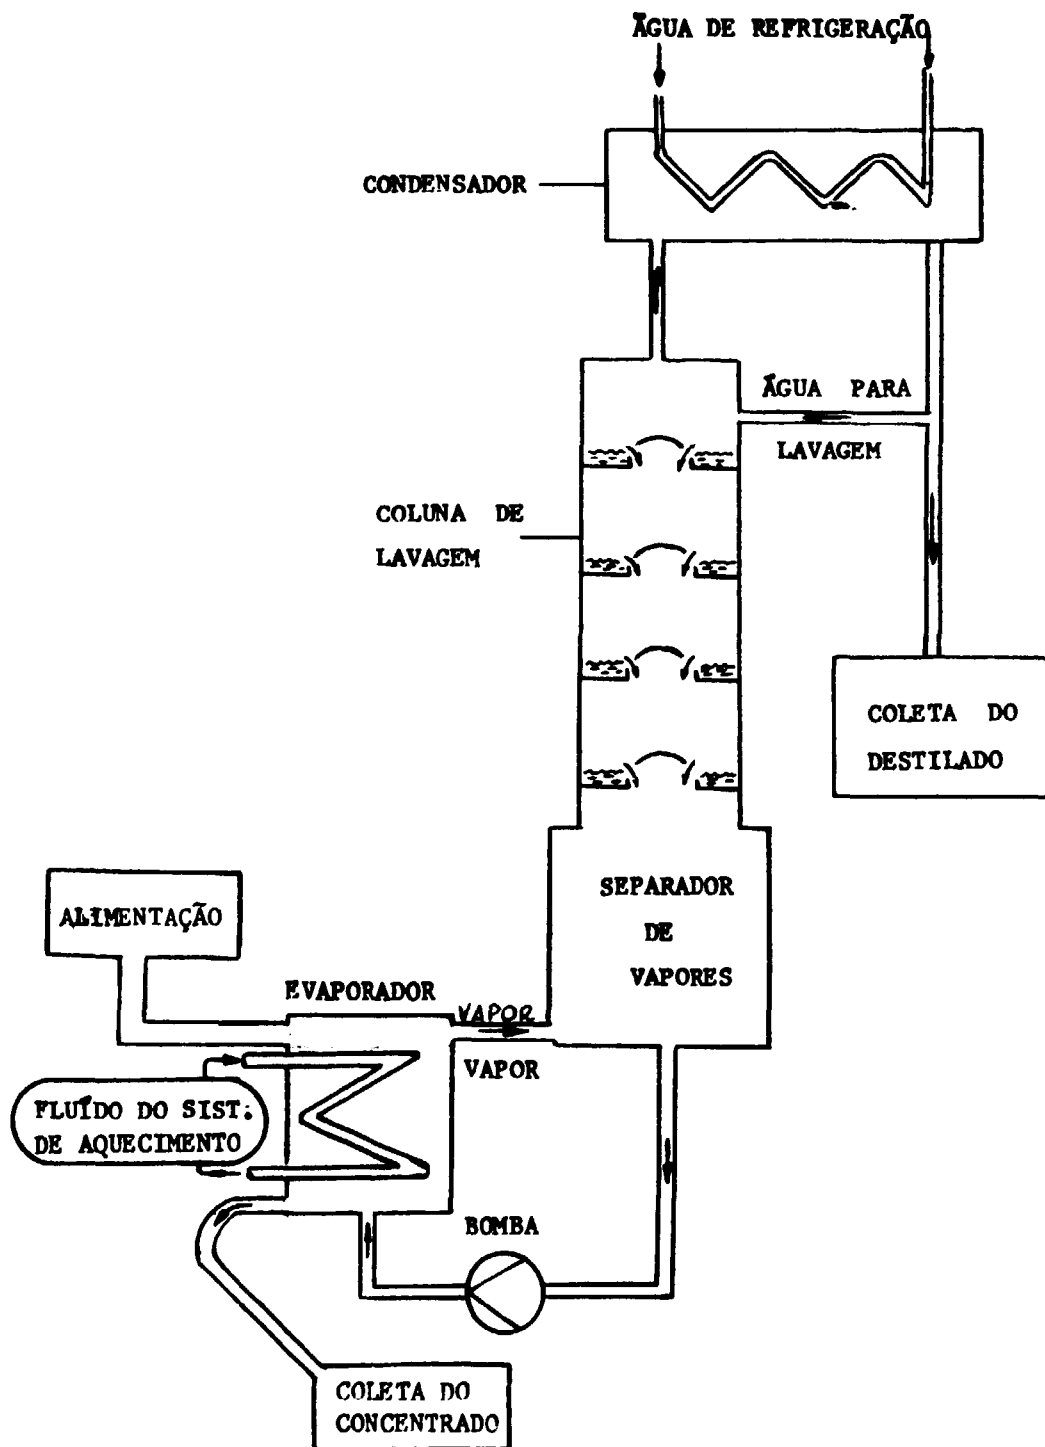 ÁGUA DE REFRIGERAÇÃO
CONDENSADOR
ÁGUA PARA
LAVAGEM
COLUNA DE
LAVAGEM
COLETA DO
DESTILADO
SEPARADOR
DE
VAPORES
ALIMENTAÇÃO
EVAPORADOR
VAPOR
VAPOR
FLUÍDO DO SIST.
DE AQUECIMENTO
BOMBA
COLETA DO
CONCENTRADO